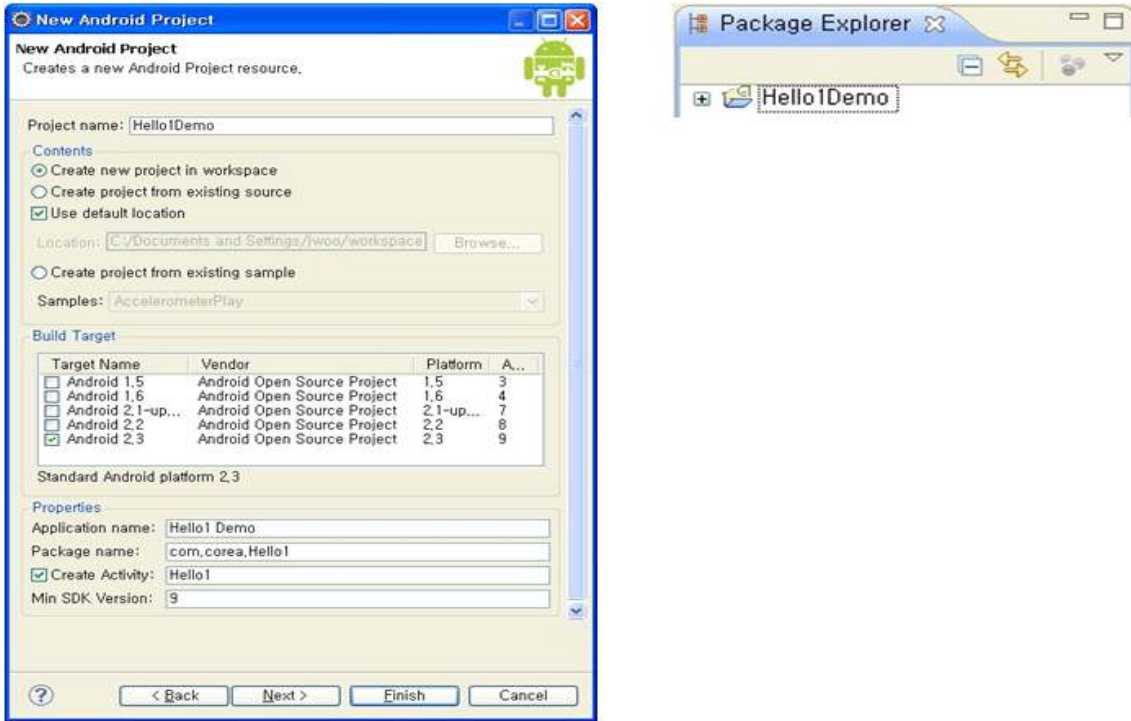 New Android Project
New Android Project
Creates a new Android Project resource.
Project name: Hello1Demo
Contents
Create new project in workspace
Create project from existing source
Use default location
Location: C:/Documents and Settings/jwoo/workspace Browse...
Create project from existing sample
Samples: AccelerometerPlay
Build Target
Target Name Vendor Platform A...
Android 1.5 Android Open Source Project 1.5 3
Android 1.6 Android Open Source Project 1.6 4
Android 2.1-up... Android Open Source Project 2.1-up... 7
Android 2.2 Android Open Source Project 2.2 8
Android 2.3 Android Open Source Project 2.3 9
Standard Android platform 2.3
Properties
Application name: Hello1 Demo
Package name: com.corea.Hello1
Create Activity: Hello1
Min SDK Version: 9
? < Back Next > Finish Cancel
Package Explorer
Hello1Demo